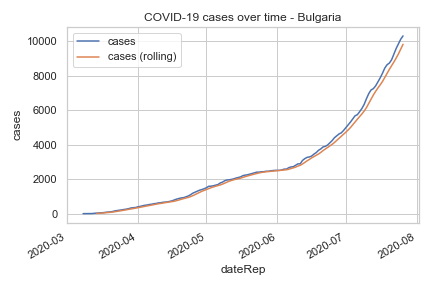 COVID-19 cases over time - Bulgaria
cases
cases (rolling)
10000
8000
6000
4000
2000
0
cases
2020-03
2020-04
2020-05
2020-06
2020-07
2020-08
dateRep